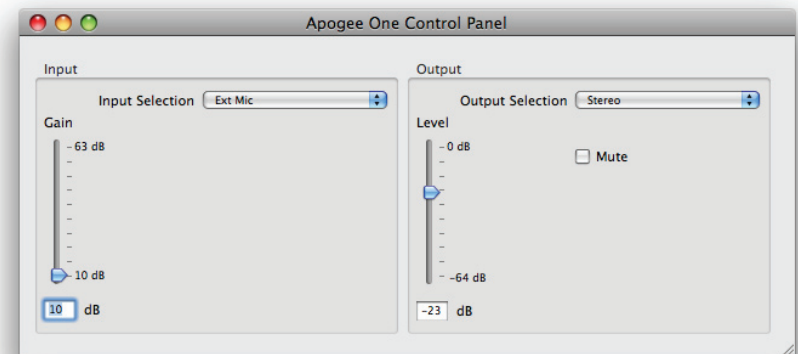 Apogee One Control Panel
Input
Input Selection Ext Mic
Gain
- 63 dB
- 10 dB
10 dB
Output
Output Selection Stereo
Level
- 0 dB
Mute
- -64 dB
-23 dB